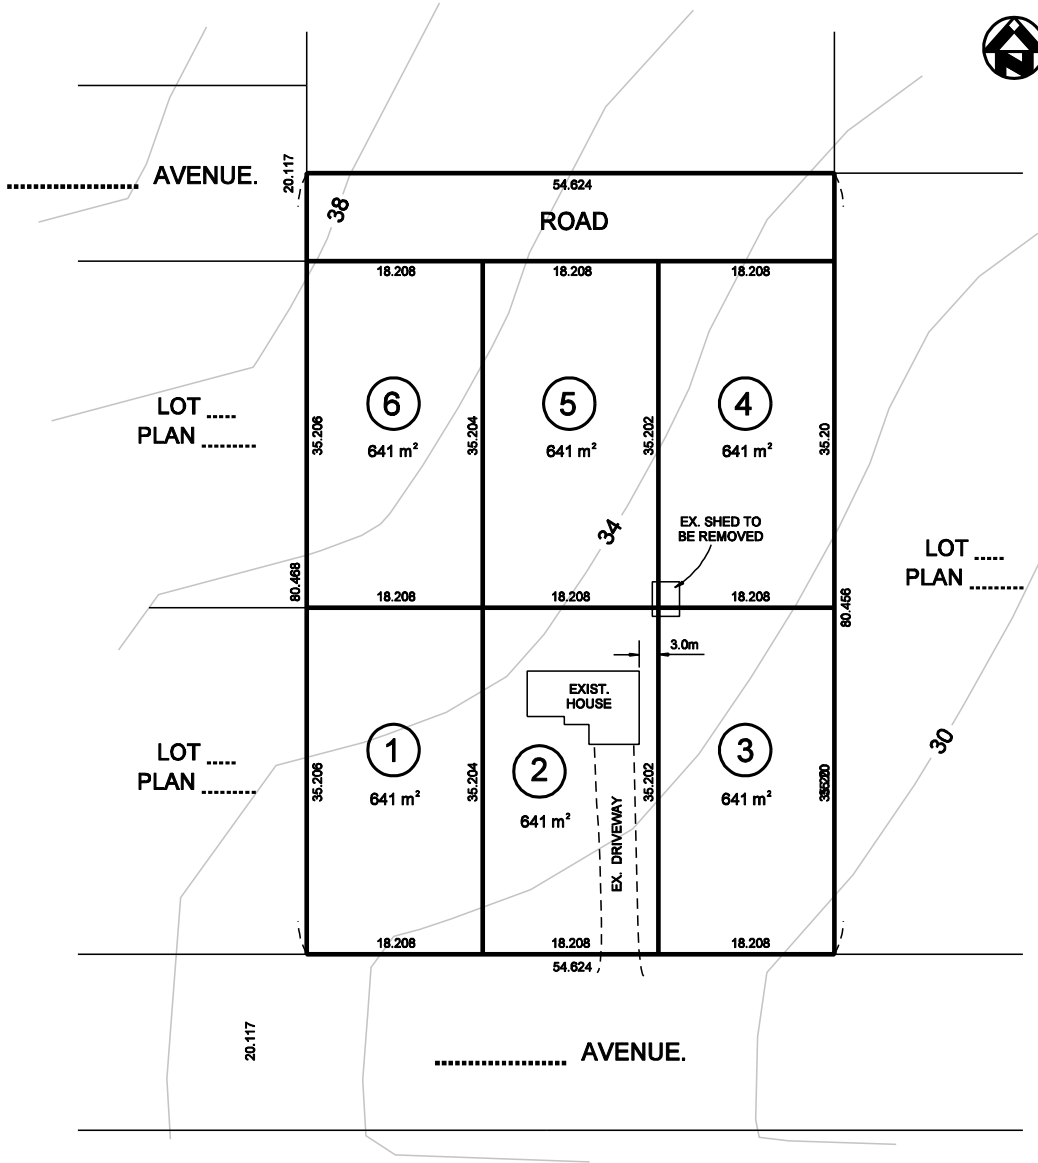 N
20.117
............... AVENUE.
54.624
38
ROAD
18.208
18.208
18.208
6
5
4
LOT .....
PLAN .........
35.206
641 m²
35.204
641 m²
35.202
641 m²
35.20
34
EX. SHED TO
BE REMOVED
LOT .....
PLAN .........
80.468
18.208
18.208
18.208
80.456
3.0m
EXIST.
HOUSE
1
2
3
30
LOT .....
PLAN .........
35.206
641 m²
35.204
641 m²
35.202
641 m²
EX. DRIVEWAY
18.208
18.208
18.208
54.624
20.117
............... AVENUE.